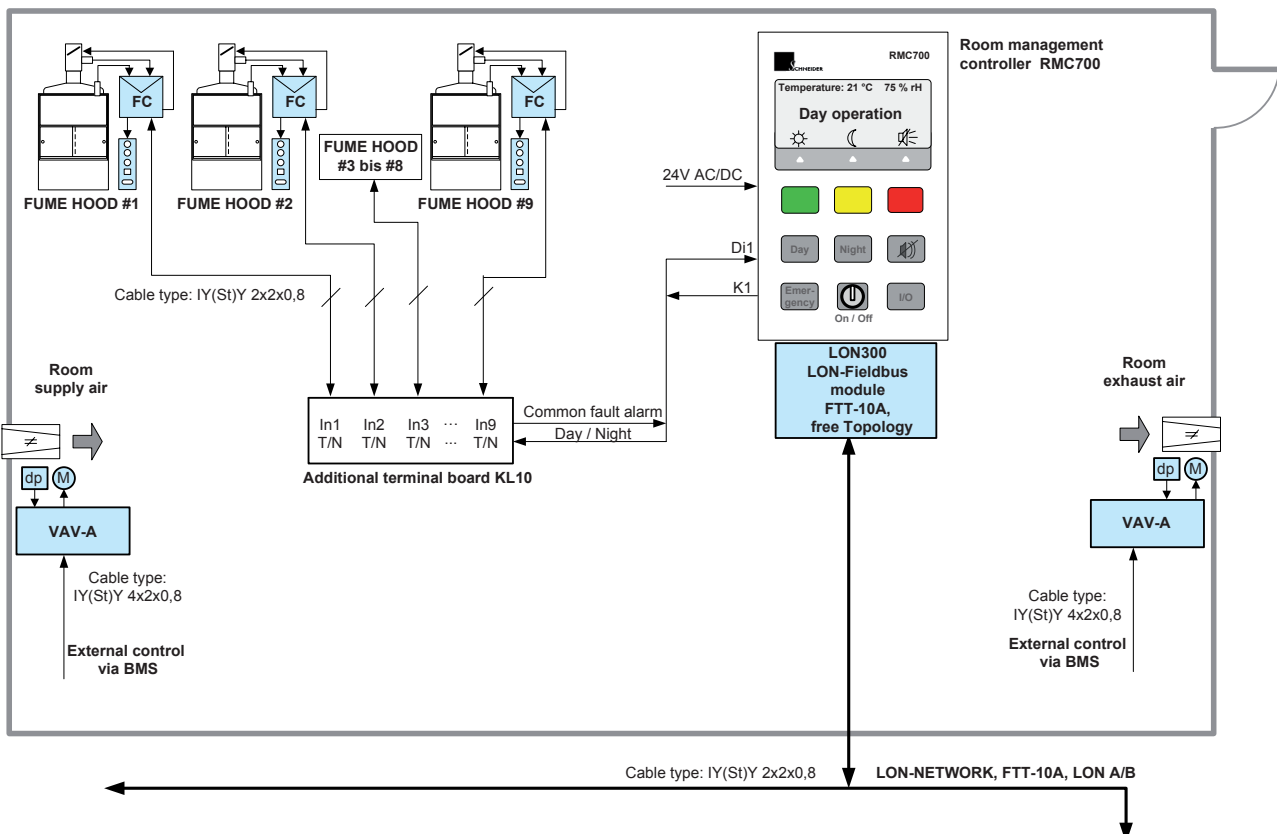 RMC700
SCHNEIDER
Temperature: 21 °C 75 % rH
Day operation
Room management
controller RMC700
FC
FC
FC
FUME HOOD
#3 bis #8
FUME HOOD #1
FUME HOOD #2
FUME HOOD #9
24V AC/DC
Di1
K1
Day
Night
Emer-
gency
I/O
On / Off
Cable type: IY(St)Y 2x2x0,8
LON300
LON-Fieldbus
module
FTT-10A,
free Topology
Room
supply air
Room
exhaust air
In1 In2 In3 ... In9
T/N T/N T/N ... T/N
Common fault alarm
Day / Night
Additional terminal board KL10
≠
dp
M
VAV-A
Cable type:
IY(St)Y 4x2x0,8
External control
via BMS
≠
dp
M
VAV-A
Cable type:
IY(St)Y 4x2x0,8
External control
via BMS
Cable type: IY(St)Y 2x2x0,8
LON-NETWORK, FTT-10A, LON A/B